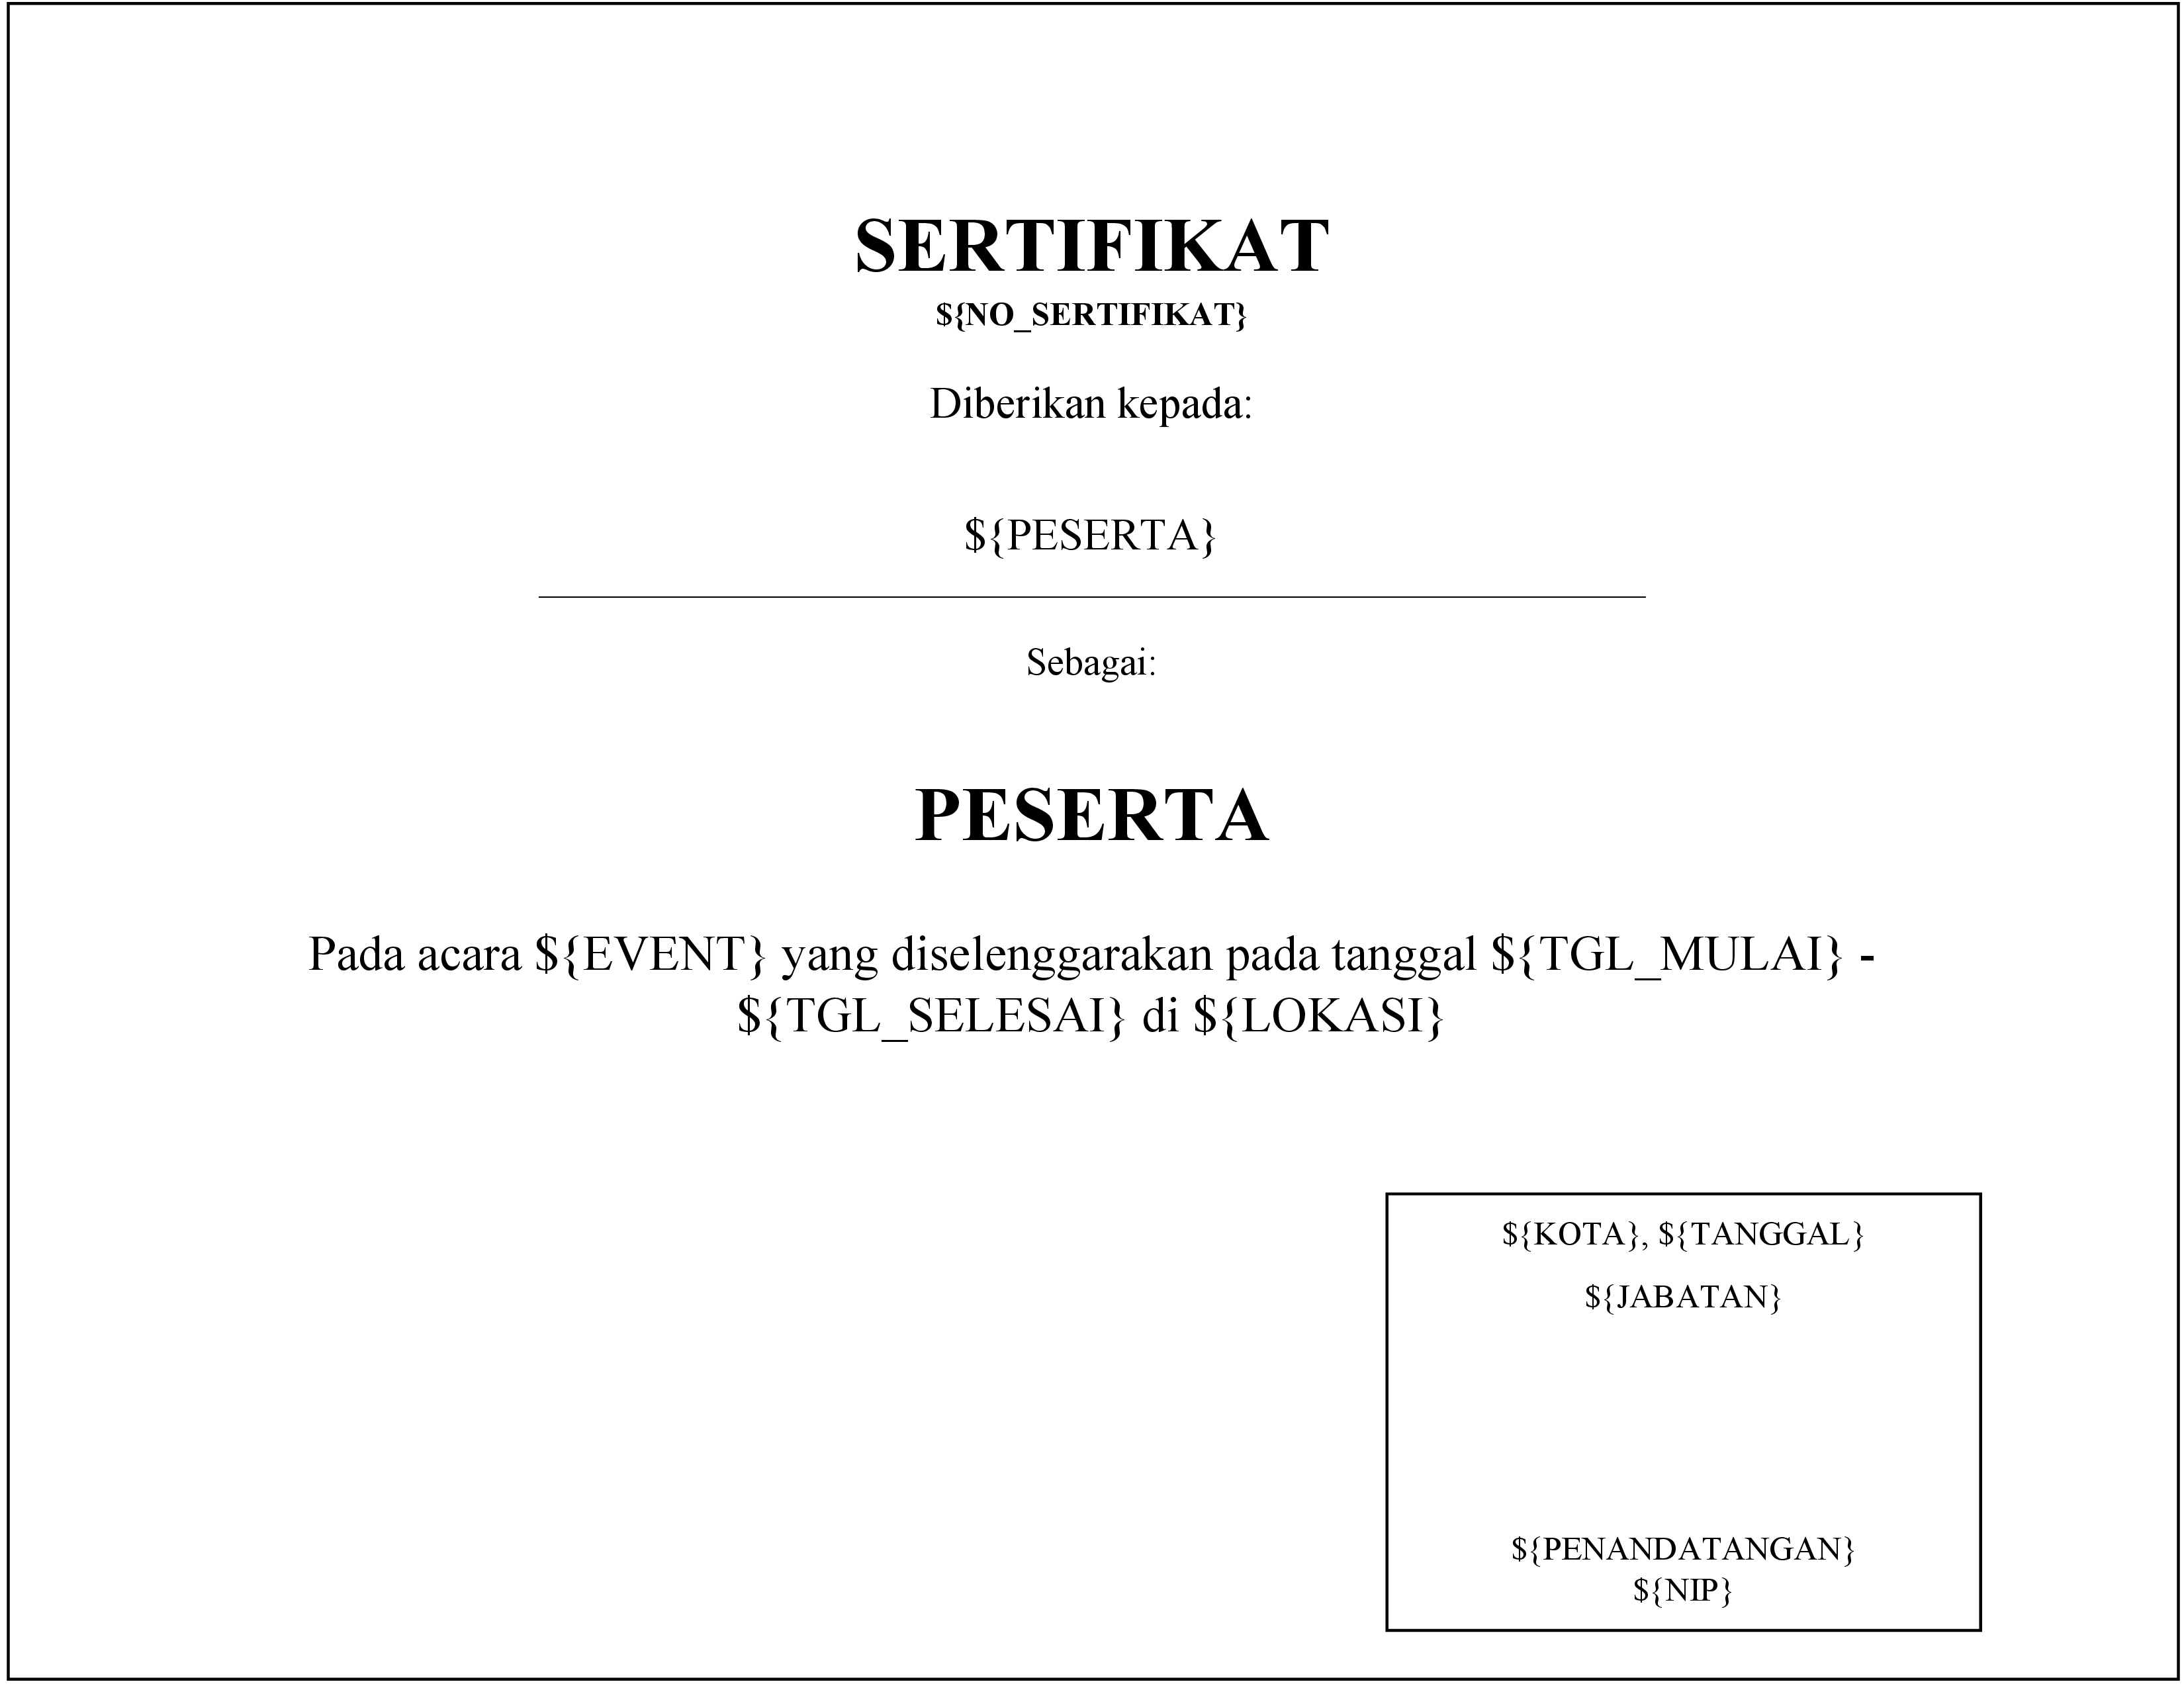 SERTIFIKAT
${NO_SERTIFIKAT}
Diberikan kepada:
${PESERTA}
Sebagai:
PESERTA
Pada acara ${EVENT} yang diselenggarakan pada tanggal ${TGL_MULAI} -
${TGL_SELESAI} di ${LOKASI}
${KOTA}, ${TANGGAL}
${JABATAN}
${PENANDATANGAN}
${NIP}